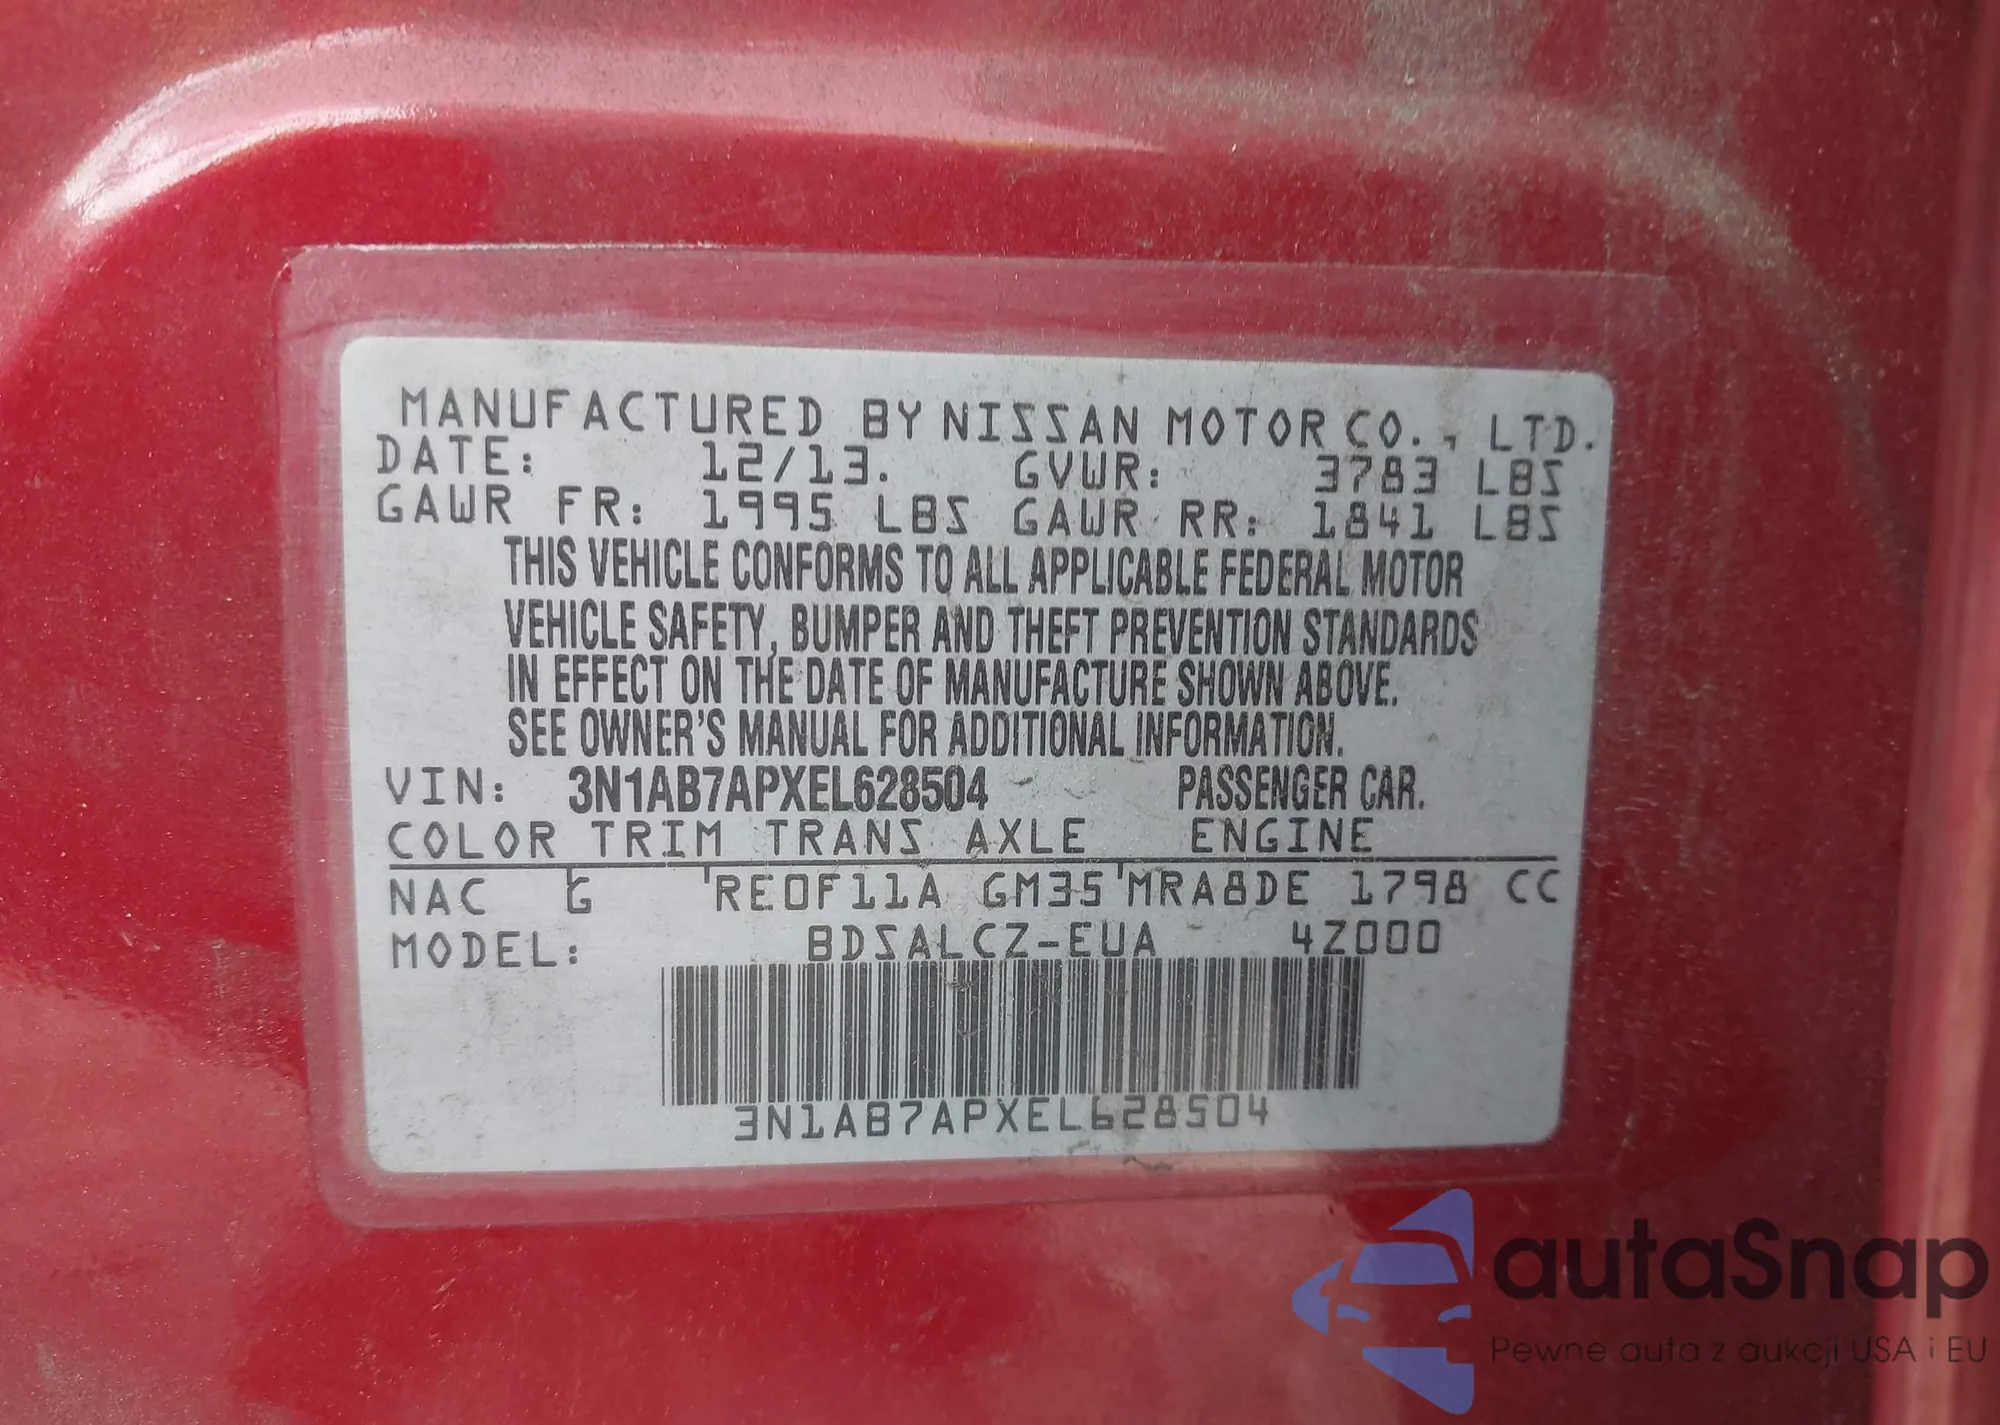 MANUFACTURED BY NISSAN MOTOR CO., LTD.
DATE: 12/13. GVWR: 3783 LBS
GAWR FR: 1995 LBS GAWR RR: 1841 LBS
THIS VEHICLE CONFORMS TO ALL APPLICABLE FEDERAL MOTOR
VEHICLE SAFETY, BUMPER AND THEFT PREVENTION STANDARDS
IN EFFECT ON THE DATE OF MANUFACTURE SHOWN ABOVE.
SEE OWNER'S MANUAL FOR ADDITIONAL INFORMATION.
VIN: 3N1AB7APXEL628504 PASSENGER CAR.
COLOR TRIM TRANS AXLE ENGINE
NAC G RE0F11A GM35 MRA8DE 1798 CC
MODEL: BDSALCZ-EUA 4Z000
3N1AB7APXEL628504
autaSnap
Pewne auta z aukcji USA i EU